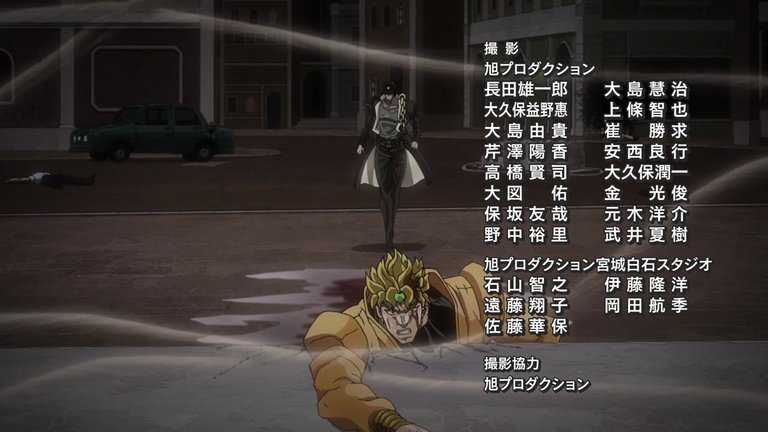 撮影
旭プロダクション
長田雄一郎 大島慧治
大久保益野惠 上條智也
大島由貴 崔勝求
芹澤陽香 安西良行
高橋賢司 大久保潤一
大図佑 金光俊
保坂友哉 元木洋介
野中裕里 武井夏樹
旭プロダクション宮城白石スタジオ
石山智之 伊藤隆洋
遠藤翔子 岡田航季
佐藤華保
撮影協力
旭プロダクション